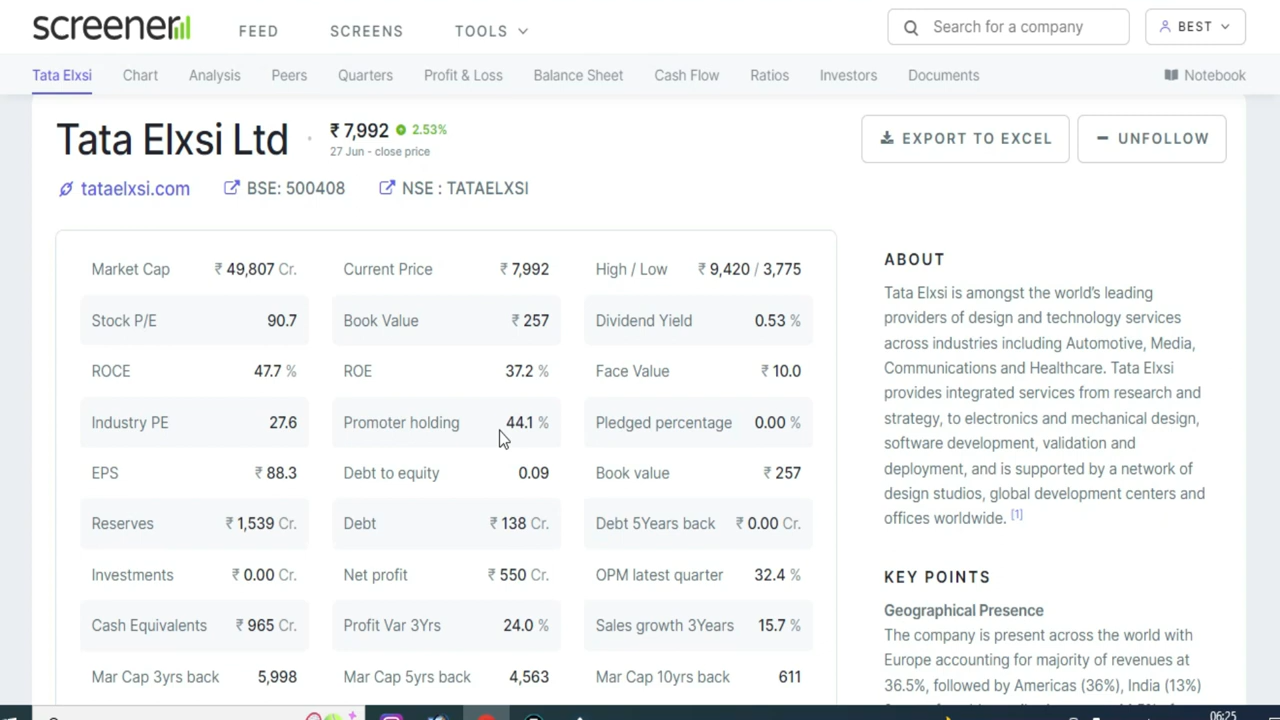 screener FEED SCREENS TOOLS Search for a company BEST
Tata Elxsi Chart Analysis Peers Quarters Profit & Loss Balance Sheet Cash Flow Ratios Investors Documents Notebook
Tata Elxsi Ltd ₹ 7,992 2.53%
27 Jun - close price
EXPORT TO EXCEL UNFOLLOW
tataelxsi.com BSE: 500408 NSE : TATAELXSI
Market Cap ₹ 49,807 Cr. Current Price ₹ 7,992 High / Low ₹ 9,420 / 3,775
Stock P/E 90.7 Book Value ₹ 257 Dividend Yield 0.53 %
ROCE 47.7 % ROE 37.2 % Face Value ₹ 10.0
Industry PE 27.6 Promoter holding 44.1 % Pledged percentage 0.00 %
EPS ₹ 88.3 Debt to equity 0.09 Book value ₹ 257
Reserves ₹ 1,539 Cr. Debt ₹ 138 Cr. Debt 5Years back ₹ 0.00 Cr.
Investments ₹ 0.00 Cr. Net profit ₹ 550 Cr. OPM latest quarter 32.4 %
Cash Equivalents ₹ 965 Cr. Profit Var 3Yrs 24.0 % Sales growth 3Years 15.7 %
Mar Cap 3yrs back 5,998 Mar Cap 5yrs back 4,563 Mar Cap 10yrs back 611
ABOUT
Tata Elxsi is amongst the world's leading
providers of design and technology services
across industries including Automotive, Media,
Communications and Healthcare. Tata Elxsi
provides integrated services from research and
strategy, to electronics and mechanical design,
software development, validation and
deployment, and is supported by a network of
design studios, global development centers and
offices worldwide. [1]
KEY POINTS
Geographical Presence
The company is present across the world with
Europe accounting for majority of revenues at
36.5%, followed by Americas (36%), India (13%)
06:25